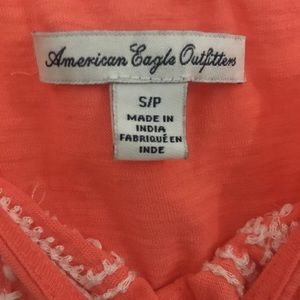 American Eagle Outfitters
S/P
MADE IN
INDIA
FABRIQUÉ EN
INDE